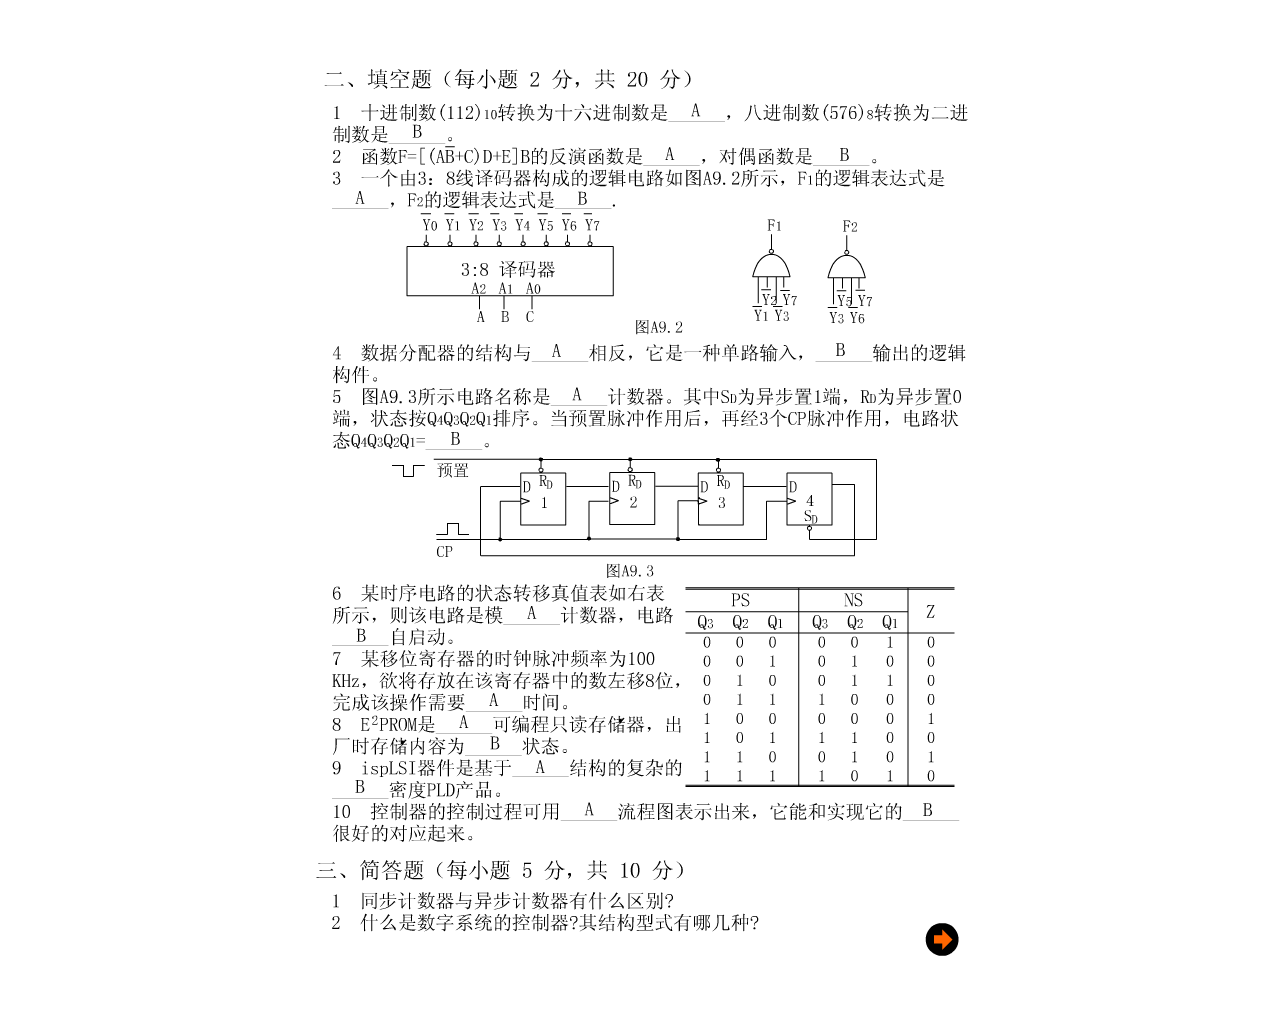 二、填空题（每小题 2 分，共 20 分）
1 十进制数(112)10转换为十六进制数是 A ，八进制数(576)8转换为二进
制数是 B 。
2 函数F=[(AB̅+C)D+E]B的反演函数是 A ，对偶函数是 B 。
3 一个由3：8线译码器构成的逻辑电路如图A9.2所示，F1的逻辑表达式是
A ，F2的逻辑表达式是 B .
Y̅0 Y̅1 Y̅2 Y̅3 Y̅4 Y̅5 Y̅6 Y̅7
3:8 译码器
A2 A1 A0
A B C
F1 F2
Y̅2 Y̅7 Y̅5 Y̅7
Y̅1 Y̅3 Y̅3 Y̅6
图A9.2
4 数据分配器的结构与 A 相反，它是一种单路输入， B 输出的逻辑
构件。
5 图A9.3所示电路名称是 A 计数器。其中SD为异步置1端，RD为异步置0
端，状态按Q4Q3Q2Q1排序。当预置脉冲作用后，再经3个CP脉冲作用，电路状
态Q4Q3Q2Q1= B 。
预置
D RD 1
D RD 2
D RD 3
D 4 SD
CP
图A9.3
6 某时序电路的状态转移真值表如右表
所示，则该电路是模 A 计数器，电路
B 自启动。
7 某移位寄存器的时钟脉冲频率为100
KHz，欲将存放在该寄存器中的数左移8位，
完成该操作需要 A 时间。
8 E²PROM是 A 可编程只读存储器，出
厂时存储内容为 B 状态。
9 ispLSI器件是基于 A 结构的复杂的
B 密度PLD产品。
PS NS Z
Q3 Q2 Q1 Q3 Q2 Q1
0 0 0 0 0 1 0
0 0 1 0 1 0 0
0 1 0 0 1 1 0
0 1 1 1 0 0 0
1 0 0 0 0 0 1
1 0 1 1 1 0 0
1 1 0 0 1 0 1
1 1 1 1 0 1 0
10 控制器的控制过程可用 A 流程图表示出来，它能和实现它的 B
很好的对应起来。
三、简答题（每小题 5 分，共 10 分）
1 同步计数器与异步计数器有什么区别?
2 什么是数字系统的控制器?其结构型式有哪几种?